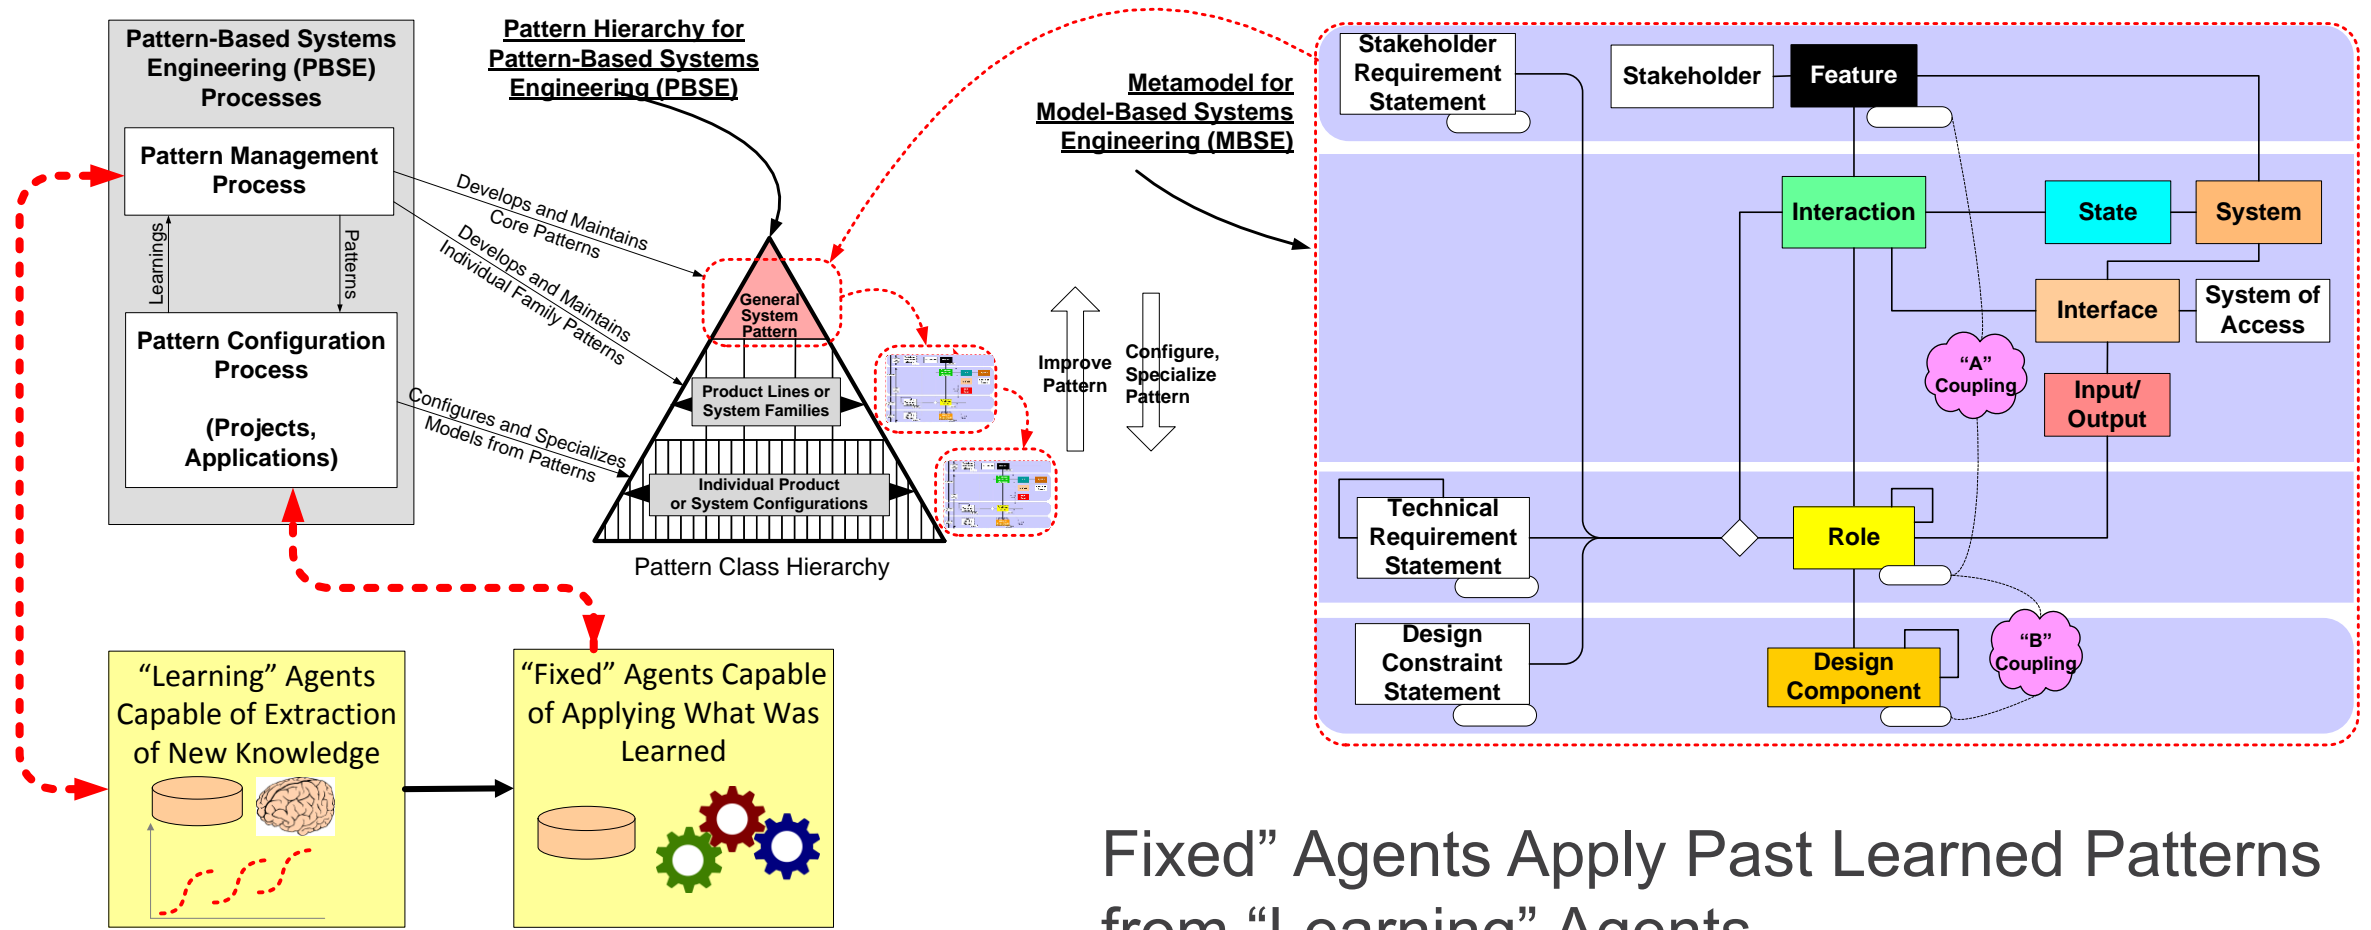 Pattern-Based Systems
Engineering (PBSE)
Processes
Pattern Management
Process
Learnings
Patterns
Pattern Configuration
Process
(Projects,
Applications)
Pattern Hierarchy for
Pattern-Based Systems
Engineering (PBSE)
Develops and Maintains
Core Patterns
Develops and Maintains
Individual Family Patterns
Configures and Specializes
Models from Patterns
General
System
Pattern
Product Lines or
System Families
Individual Product
or System Configurations
Pattern Class Hierarchy
Improve
Pattern
Configure,
Specialize
Pattern
Metamodel for
Model-Based Systems
Engineering (MBSE)
Stakeholder
Requirement
Statement
Stakeholder
Feature
Interaction
State
System
Interface
System of
Access
“A”
Coupling
Input/
Output
Technical
Requirement
Statement
Role
Design
Constraint
Statement
Design
Component
“B”
Coupling
“Learning” Agents
Capable of Extraction
of New Knowledge
“Fixed” Agents Capable
of Applying What Was
Learned
Fixed” Agents Apply Past Learned Patterns
from “Learning” Agents